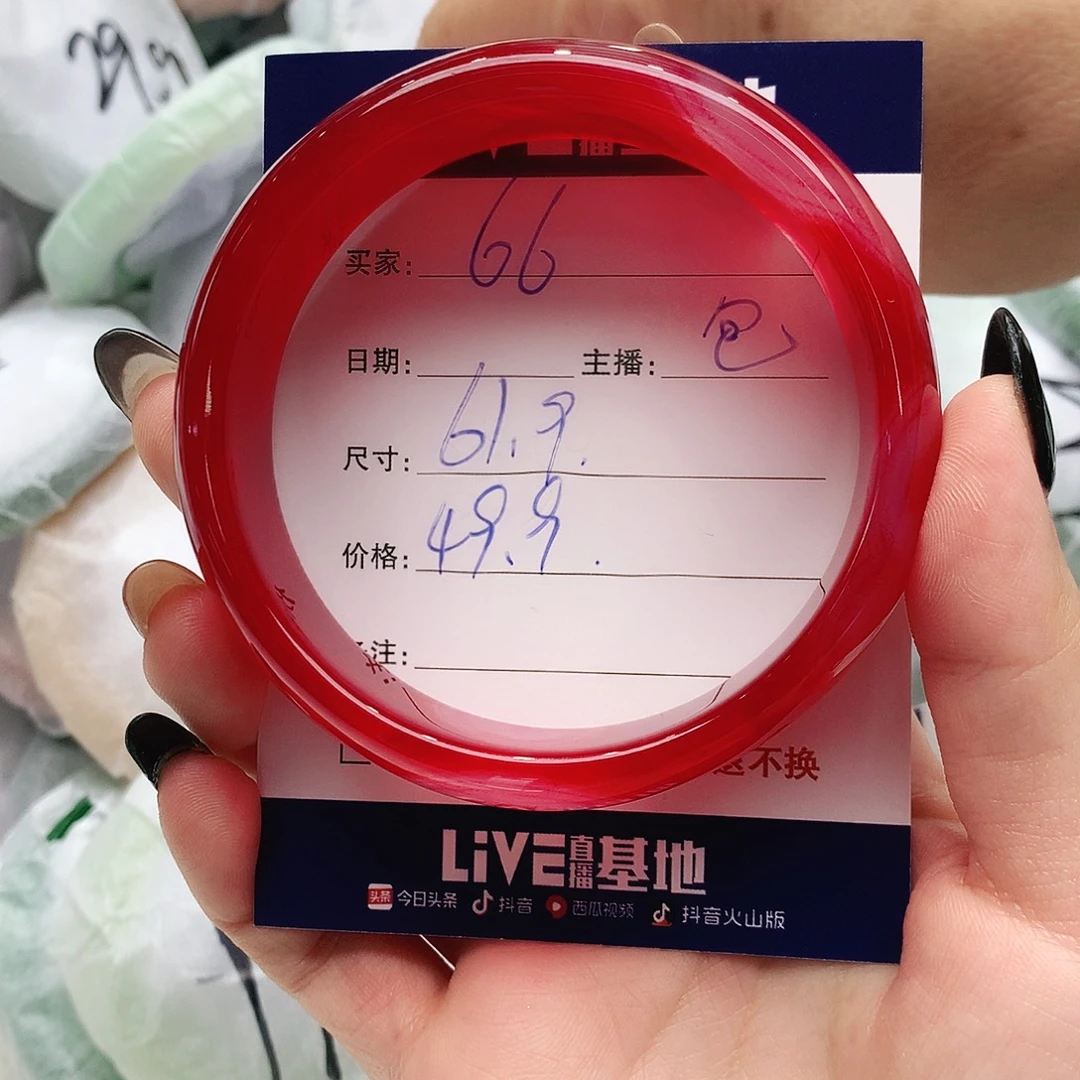 29.9
买家: 66
日期: 主播: 包
尺寸: 61.9.
价格: 49.9.
注:
不换
LiVE直播基地
头条 今日头条 抖音 西瓜视频 抖音火山版